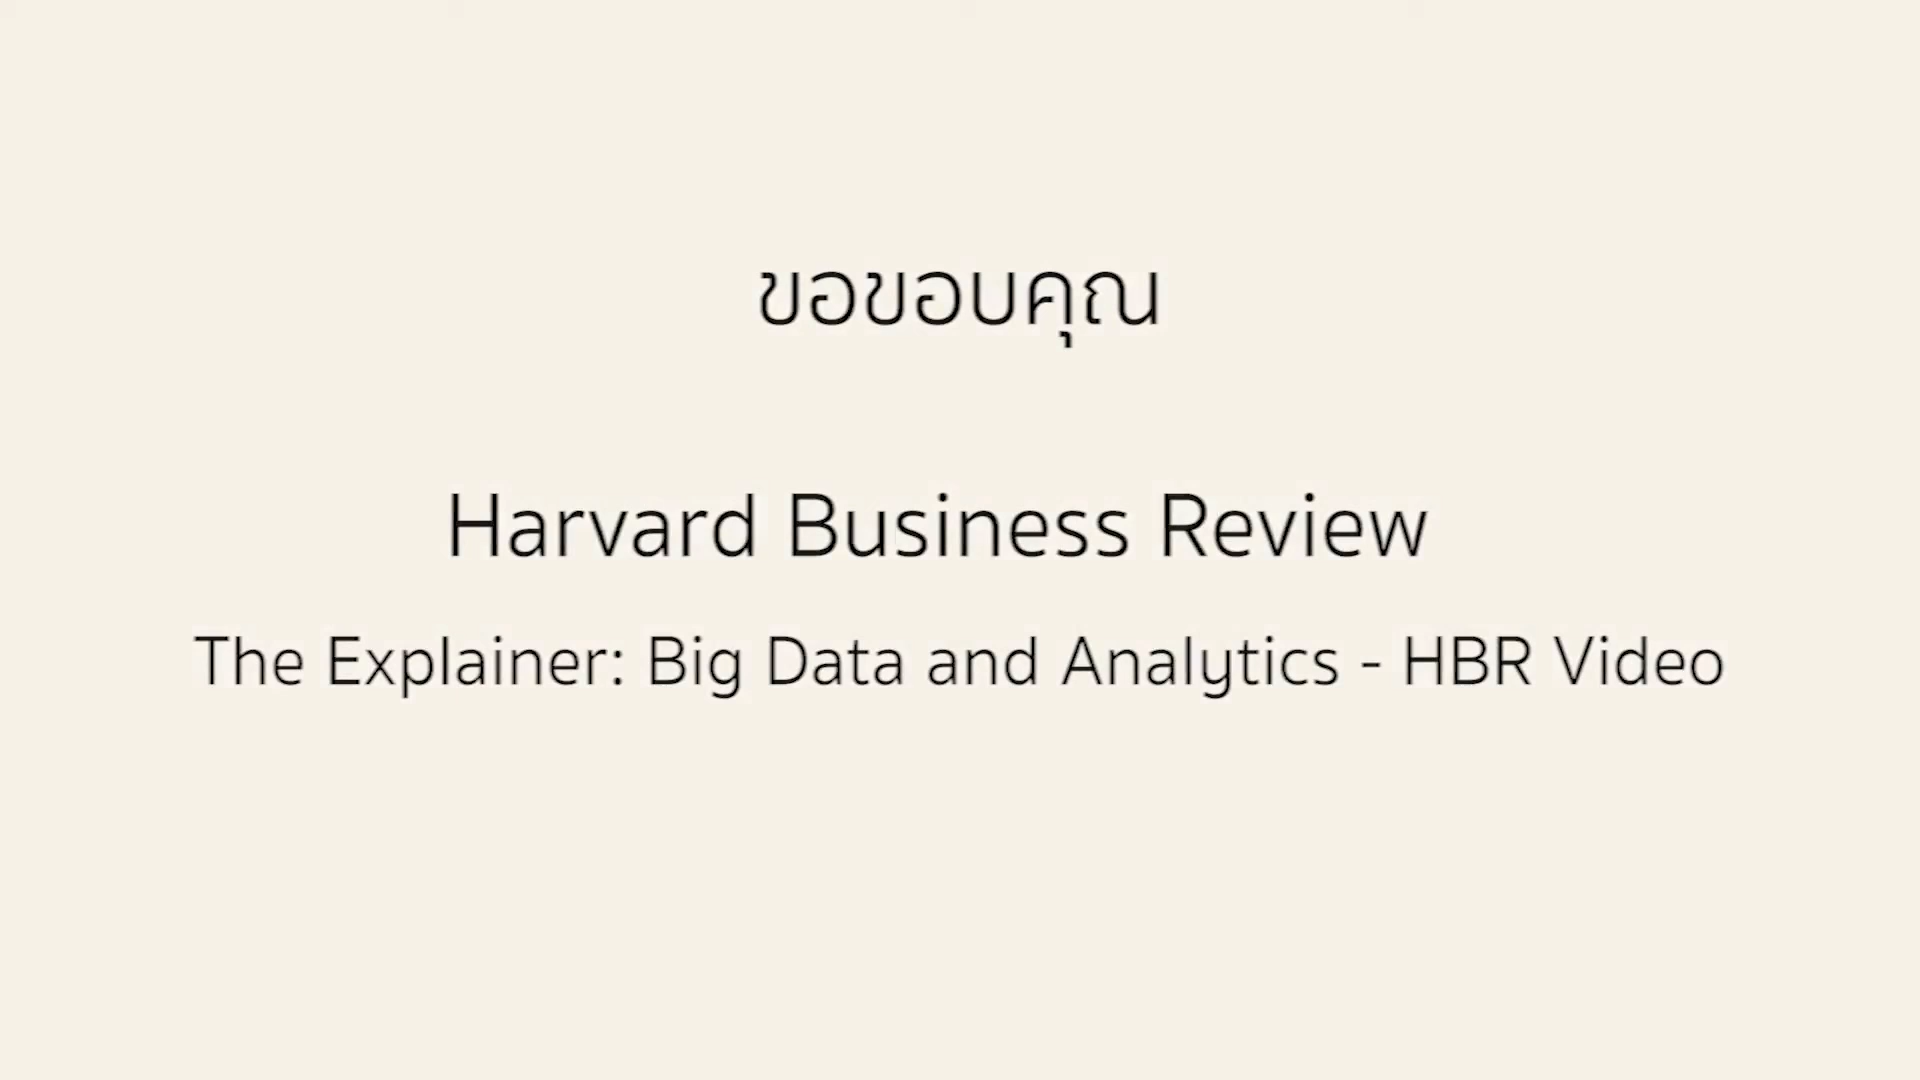 ขอขอบคุณ
Harvard Business Review
The Explainer: Big Data and Analytics - HBR Video